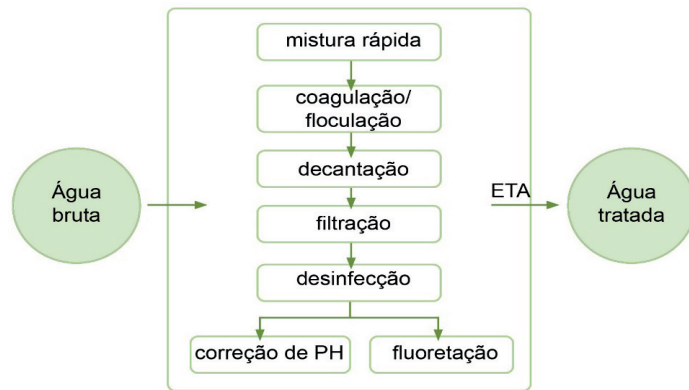 mistura rápida
coagulação/
floculação
decantação
Água
bruta
ETA
Água
tratada
filtração
desinfecção
correção de PH
fluoretação